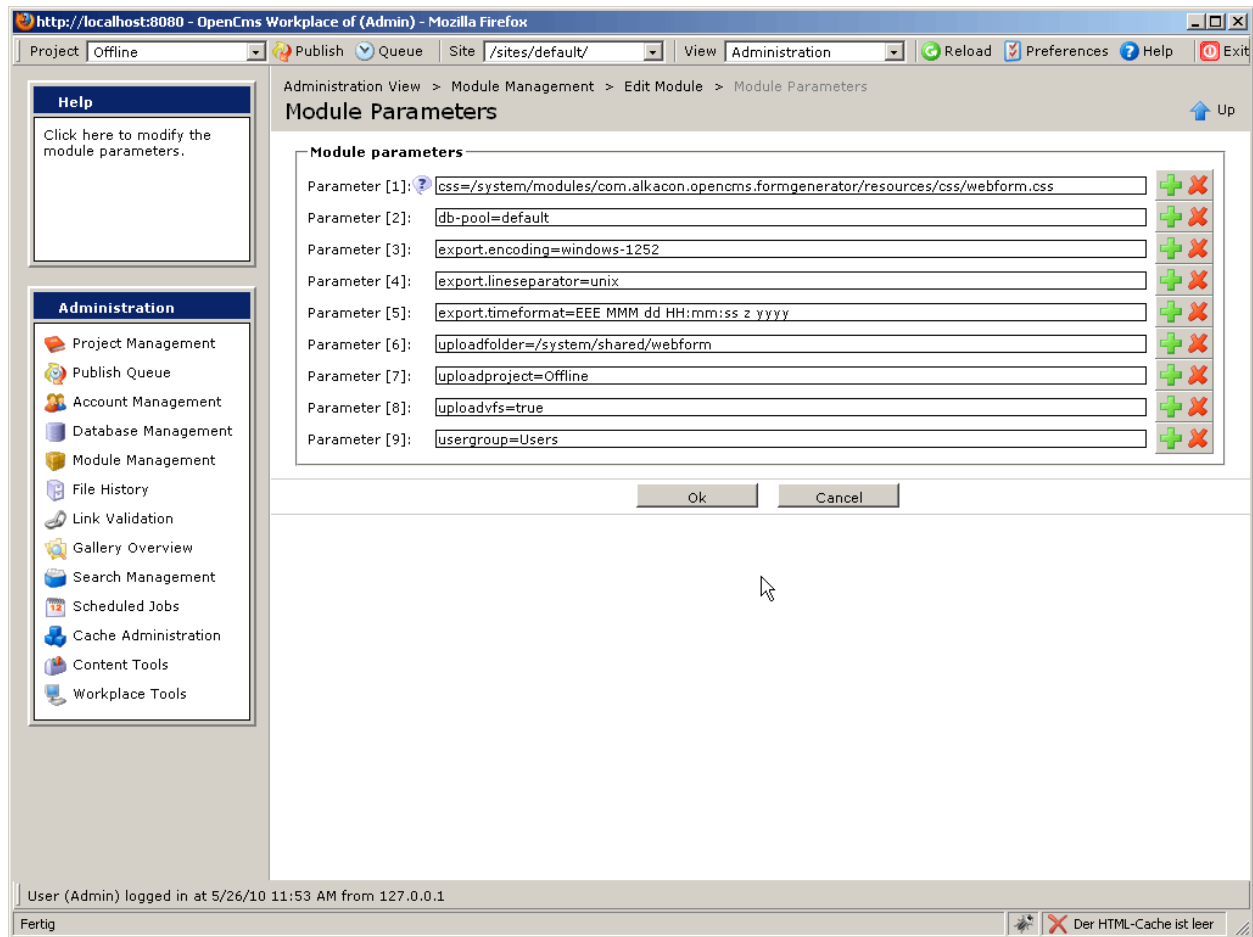 http://localhost:8080 - OpenCms Workplace of (Admin) - Mozilla Firefox
Project Offline Publish Queue Site /sites/default/ View Administration Reload Preferences Help Exit
Help
Click here to modify the
module parameters.
Administration
Project Management
Publish Queue
Account Management
Database Management
Module Management
File History
Link Validation
Gallery Overview
Search Management
12 Scheduled Jobs
Cache Administration
Content Tools
Workplace Tools
Administration View > Module Management > Edit Module > Module Parameters
Module Parameters
Up
Module parameters
Parameter [1]: ? css=/system/modules/com.alkacon.opencms.formgenerator/resources/css/webform.css
Parameter [2]: db-pool=default
Parameter [3]: export.encoding=windows-1252
Parameter [4]: export.lineseparator=unix
Parameter [5]: export.timeformat=EEE MMM dd HH:mm:ss z yyyy
Parameter [6]: uploadfolder=/system/shared/webform
Parameter [7]: uploadproject=Offline
Parameter [8]: uploadvfs=true
Parameter [9]: usergroup=Users
Ok Cancel
User (Admin) logged in at 5/26/10 11:53 AM from 127.0.0.1
Fertig Der HTML-Cache ist leer